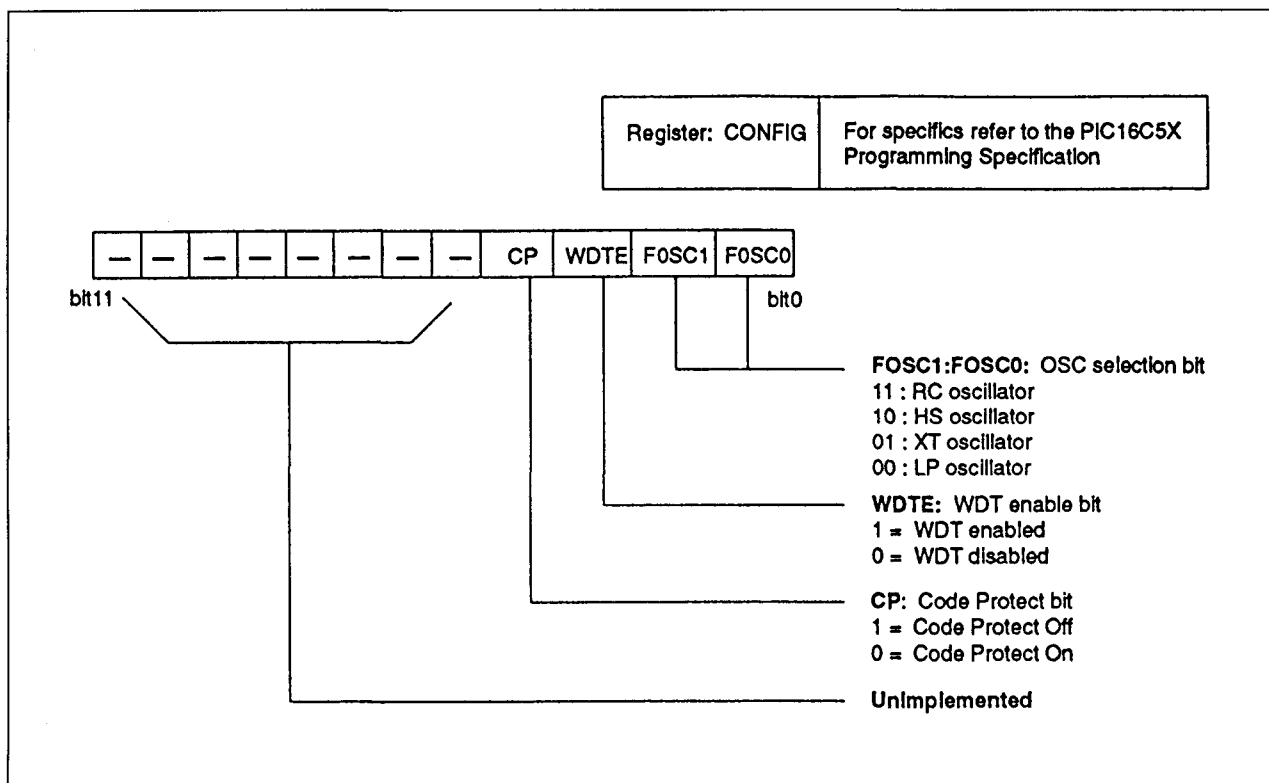 Register: CONFIG
For specifics refer to the PIC16C5X
Programming Specification
— — — — — — — — CP WDTE F0SC1 F0SC0
bit11
bit0
FOSC1:FOSC0: OSC selection bit
11 : RC oscillator
10 : HS oscillator
01 : XT oscillator
00 : LP oscillator
WDTE: WDT enable bit
1 = WDT enabled
0 = WDT disabled
CP: Code Protect bit
1 = Code Protect Off
0 = Code Protect On
Unimplemented